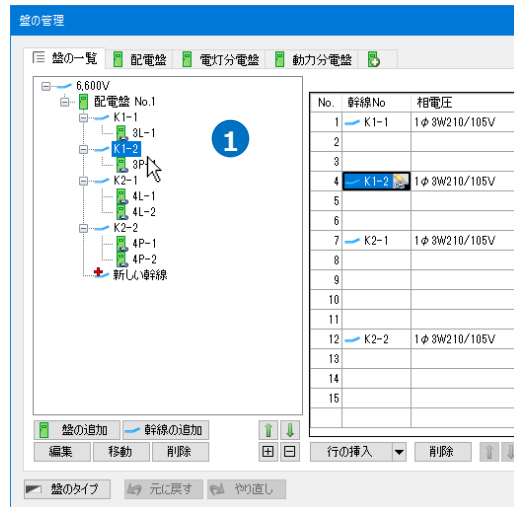 盤の管理
盤の一覧 配電盤 電灯分電盤 動力分電盤
6,600V
配電盤 No.1
K1-1
3L-1
K1-2
3P-1
K2-1
4L-1
4L-2
K2-2
4P-1
4P-2
新しい幹線
1
No. 幹線No 相電圧
1 K1-1 1φ3W210/105V
2
3
4 K1-2 1φ3W210/105V
5
6
7 K2-1 1φ3W210/105V
8
9
10
11
12 K2-2 1φ3W210/105V
13
14
15
盤の追加 幹線の追加
編集 移動 削除 行の挿入 削除
盤のタイプ 元に戻す やり直し